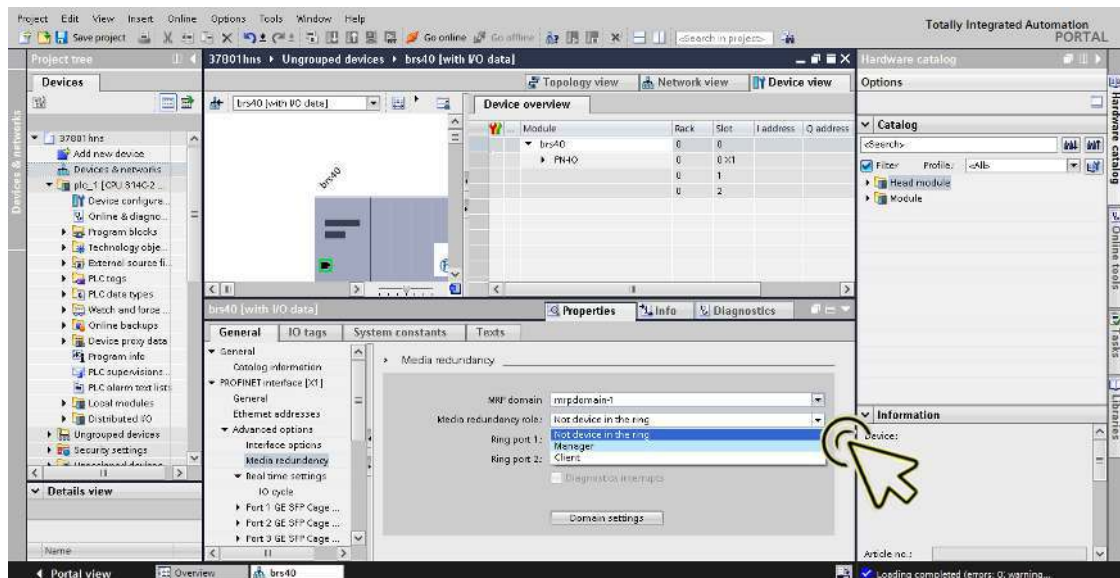 Project Edit View Insert Online Options Tools Window Help
Totally Integrated Automation
PORTAL
Save project
Go online
Go offline
<Search in project>
Project tree
37801hns ▸ Ungrouped devices ▸ brs40 [with I/O data]
Hardware catalog
Devices
Topology view
Network view
Device view
Options
brs40 [with I/O data]
Device overview
Module
Rack
Slot
I address
Q address
brs40 0 0
PN-IO 0 0 X1
0 1
0 2
brs40
Catalog
<Search>
Filter
Profile:
<All>
Head module
Module
37801hns
Add new device
Devices & networks
plc_1 [CPU 314C-2 ...
Device configura...
Online & diagno...
Program blocks
Technology obje...
External source fi...
PLC tags
PLC data types
Watch and force ...
Online backups
Device proxy data
Program info
PLC supervisions...
PLC alarm text lists
Local modules
Distributed I/O
Ungrouped devices
Security settings
Details view
Name
Devices & networks
brs40 [with I/O data]
Properties
Info
Diagnostics
General
IO tags
System constants
Texts
General
Catalog information
PROFINET interface [X1]
General
Ethernet addresses
Advanced options
Interface options
Media redundancy
Real time settings
IO cycle
Port 1 GE SFP Cage ...
Port 2 GE SFP Cage ...
Port 3 GE SFP Cage ...
Media redundancy
MRP domain
mrpdomain-1
Media redundancy role:
Not device in the ring
Ring port 1:
Not device in the ring
Manager
Ring port 2:
Client
Diagnostics interrupts
Domain settings
Information
Device:
Article no.:
Hardware catalog
Online tools
Tasks
Libraries
Portal view
Overview
brs40
Loading completed (errors: 0; warning...